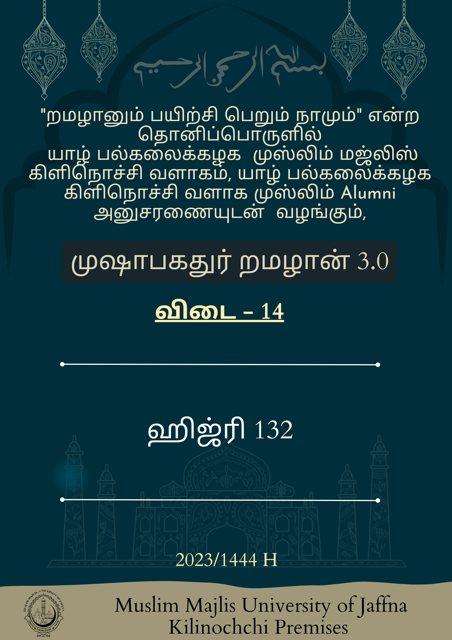 بسم الله الرحمن الرحيم
"றமழானும் பயிற்சி பெறும் நாமும்" என்ற
தொனிப்பொருளில்
யாழ் பல்கலைக்கழக முஸ்லிம் மஜ்லிஸ்
கிளிநொச்சி வளாகம், யாழ் பல்கலைக்கழக
கிளிநொச்சி வளாக முஸ்லிம் Alumni
அனுசரணையுடன் வழங்கும்,
முஷாபகதுர் றமழான் 3.0
விடை - 14
ஹிஜ்ரி 132
2023/1444 H
Muslim Majlis University of Jaffna
Kilinochchi Premises